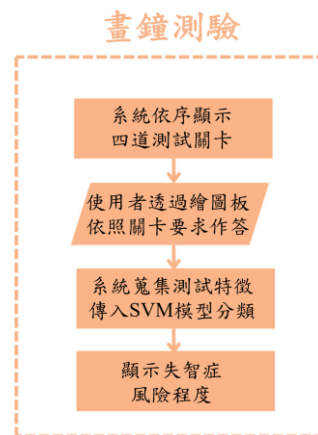 畫鐘測驗
系統依序顯示
四道測試關卡
使用者透過繪圖板
依照關卡要求作答
系統蒐集測試特徵
傳入SVM模型分類
顯示失智症
風險程度